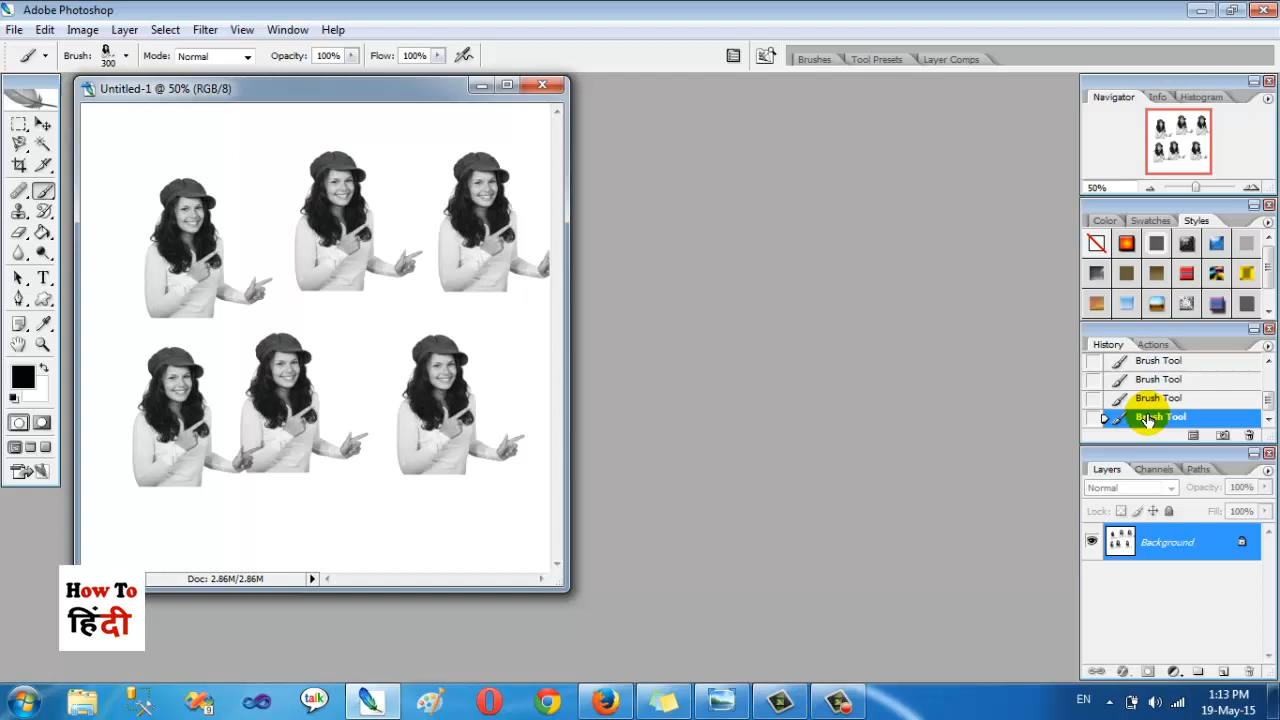 Adobe Photoshop
File Edit Image Layer Select Filter View Window Help
Brush: 300 Mode: Normal Opacity: 100% Flow: 100%
Brushes Tool Presets Layer Comps
Untitled-1 @ 50% (RGB/8)
Navigator Info Histogram
50%
Color Swatches Styles
History Actions
Brush Tool
Brush Tool
Brush Tool
Brush Tool
Layers Channels Paths
Normal Opacity: 100%
Lock: Fill: 100%
Background
Doc: 2.86M/2.86M
How To
हिंदी
talk
EN
1:13 PM
19-May-15